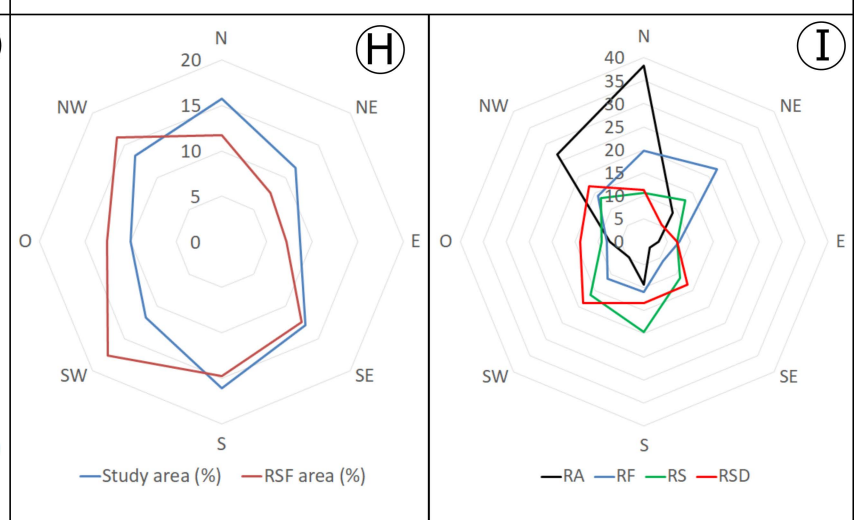 H
N
NE
E
SE
S
SW
O
NW
20
15
10
5
0
Study area (%) RSF area (%)
I
N
NE
E
SE
S
SW
O
NW
40
35
30
25
20
15
10
5
0
RA RF RS RSD